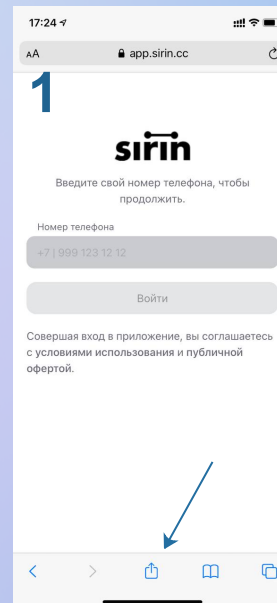 17:24
AA app.sirin.cc
1
sırin
Введите свой номер телефона, чтобы
продолжить.
Номер телефона
+7 | 999 123 12 12
Войти
Совершая вход в приложение, вы соглашаетесь
с условиями использования и публичной
офертой.